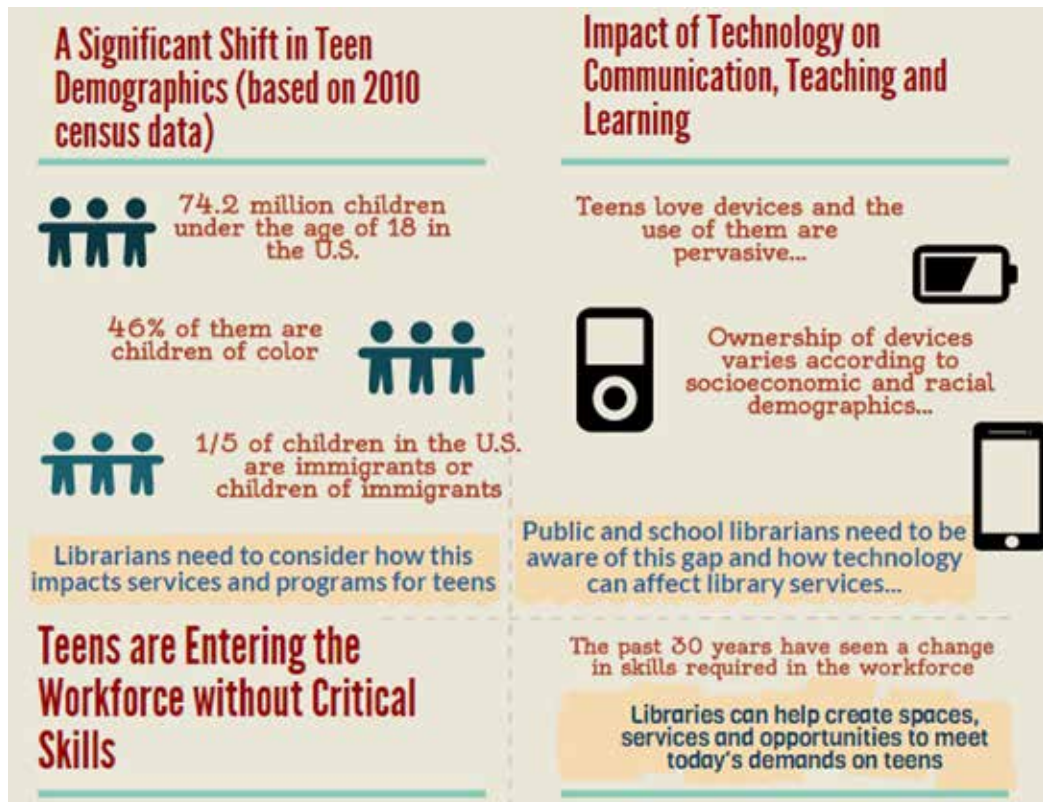 A Significant Shift in Teen
Demographics (based on 2010
census data)
74.2 million children
under the age of 18 in
the U.S.
46% of them are
children of color
1/5 of children in the U.S.
are immigrants or
children of immigrants
Librarians need to consider how this
impacts services and programs for teens
Impact of Technology on
Communication, Teaching and
Learning
Teens love devices and the
use of them are
pervasive...
Ownership of devices
varies according to
socioeconomic and racial
demographics...
Public and school librarians need to be
aware of this gap and how technology
can affect library services...
Teens are Entering the
Workforce without Critical
Skills
The past 30 years have seen a change
in skills required in the workforce
Libraries can help create spaces,
services and opportunities to meet
today's demands on teens